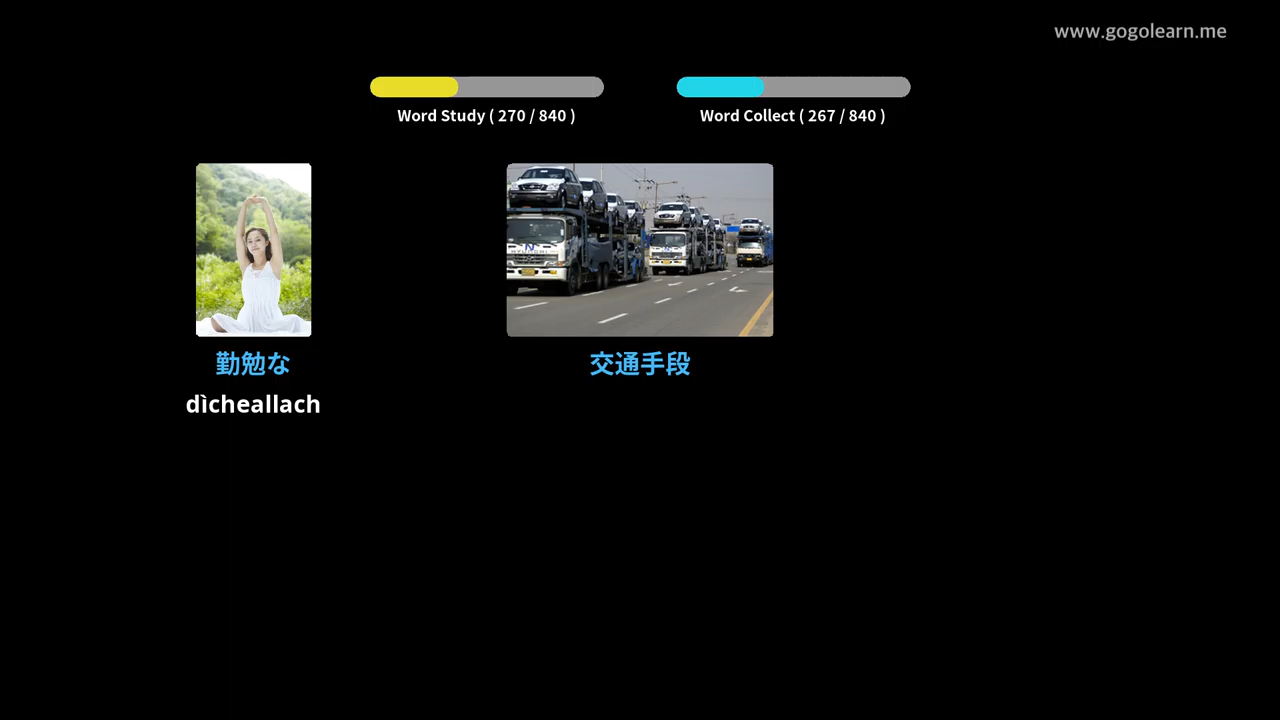 www.gogolearn.me
Word Study ( 270 / 840 )
Word Collect ( 267 / 840 )
勤勉な
交通手段
dìcheallach